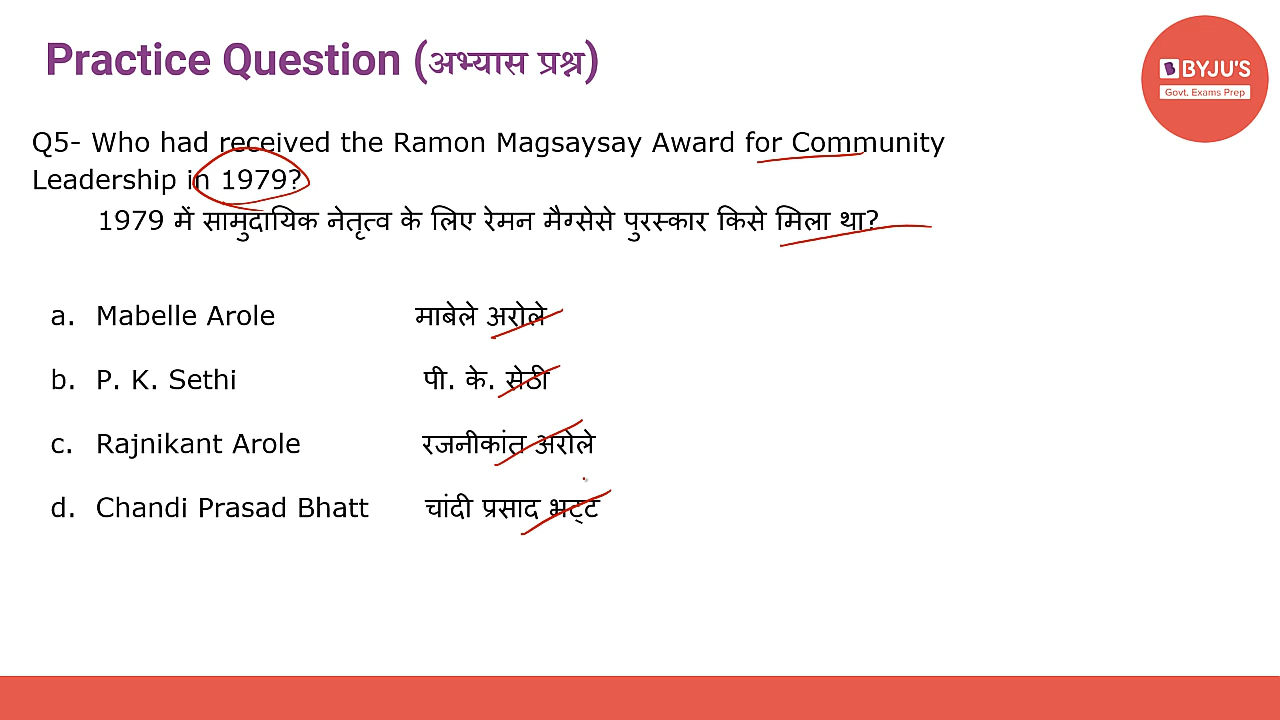 Practice Question (अभ्यास प्रश्न)
BYJU'S
Govt. Exams Prep
Q5- Who had received the Ramon Magsaysay Award for Community
Leadership in 1979?
1979 में सामुदायिक नेतृत्व के लिए रेमन मैग्सेसे पुरस्कार किसे मिला था?
a. Mabelle Arole माबेले अरोले
b. P. K. Sethi पी. के. सेठी
c. Rajnikant Arole रजनीकांत अरोले
d. Chandi Prasad Bhatt चांदी प्रसाद भट्ट